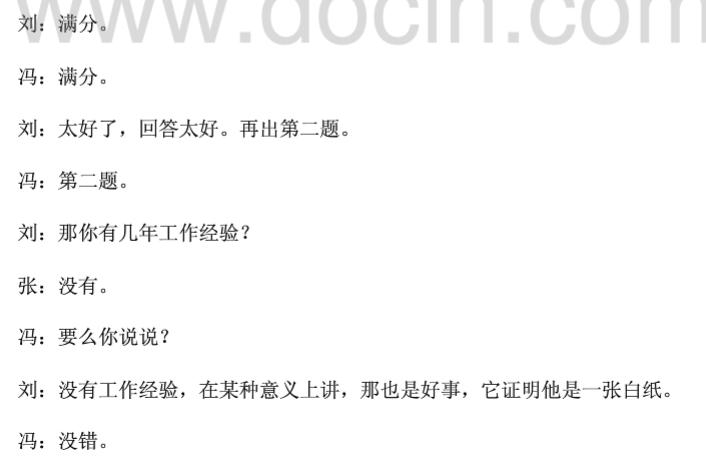 www.docin.com
刘：满分。
冯：满分。
刘：太好了，回答太好。再出第二题。
冯：第二题。
刘：那你有几年工作经验？
张：没有。
冯：要么你说说？
刘：没有工作经验，在某种意义上讲，那也是好事，它证明他是一张白纸。
冯：没错。